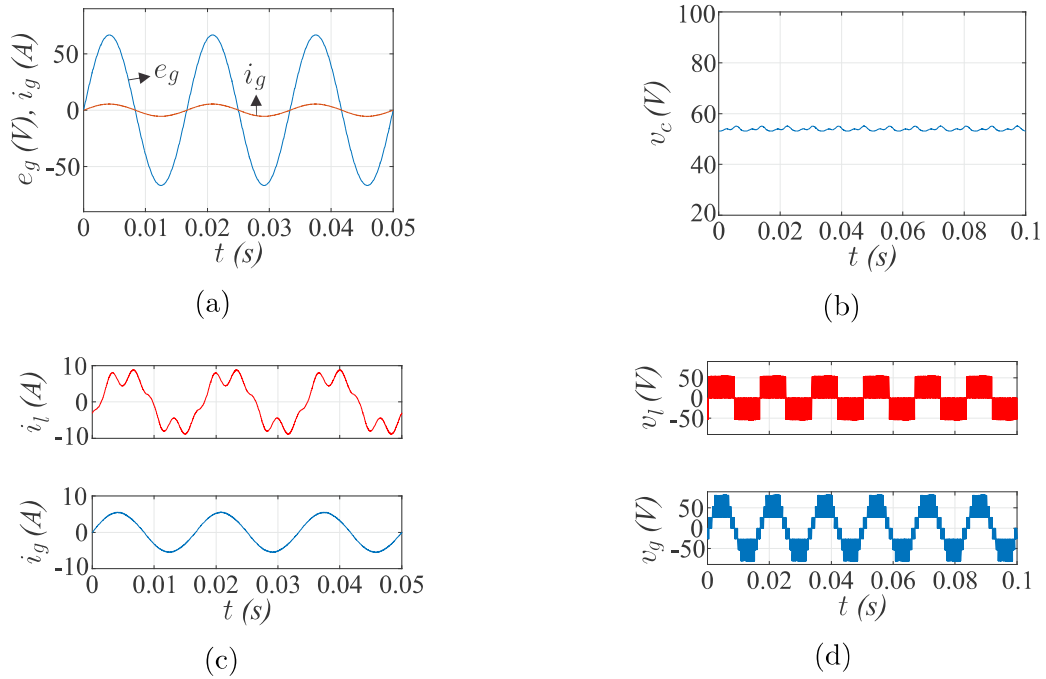 e_g (V), i_g (A)
50
0
-50
e_g
i_g
0 0.01 0.02 0.03 0.04 0.05
t (s)
(a)
v_c (V)
100
80
60
40
20
0 0.02 0.04 0.06 0.08 0.1
t (s)
(b)
i_l (A)
10
0
-10
i_g (A)
10
0
-10
0 0.01 0.02 0.03 0.04 0.05
t (s)
(c)
v_l (V)
50
0
-50
v_g (V)
50
0
-50
0 0.02 0.04 0.06 0.08 0.1
t (s)
(d)